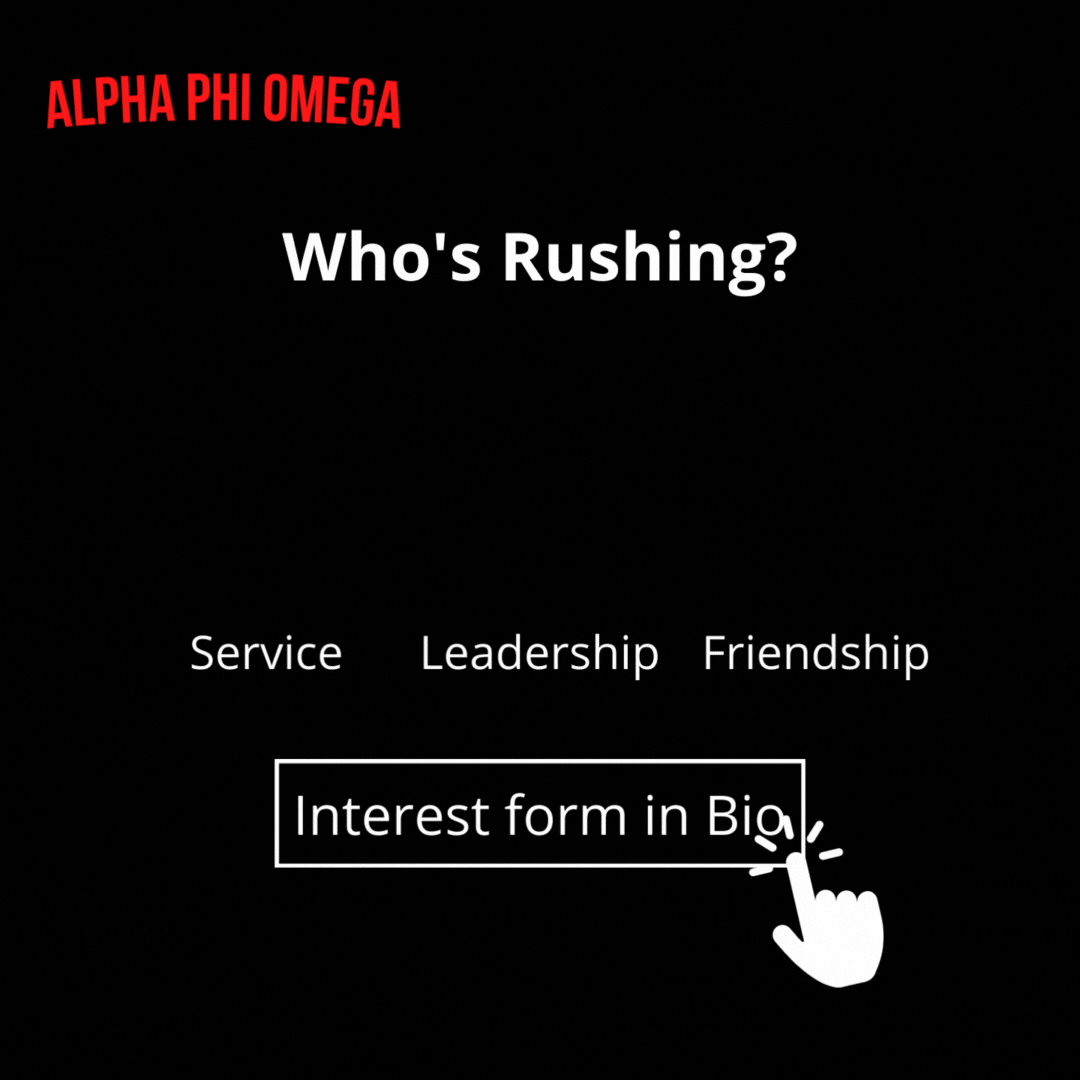 ALPHA PHI OMEGA
Who's Rushing?
Service Leadership Friendship
Interest form in Bio